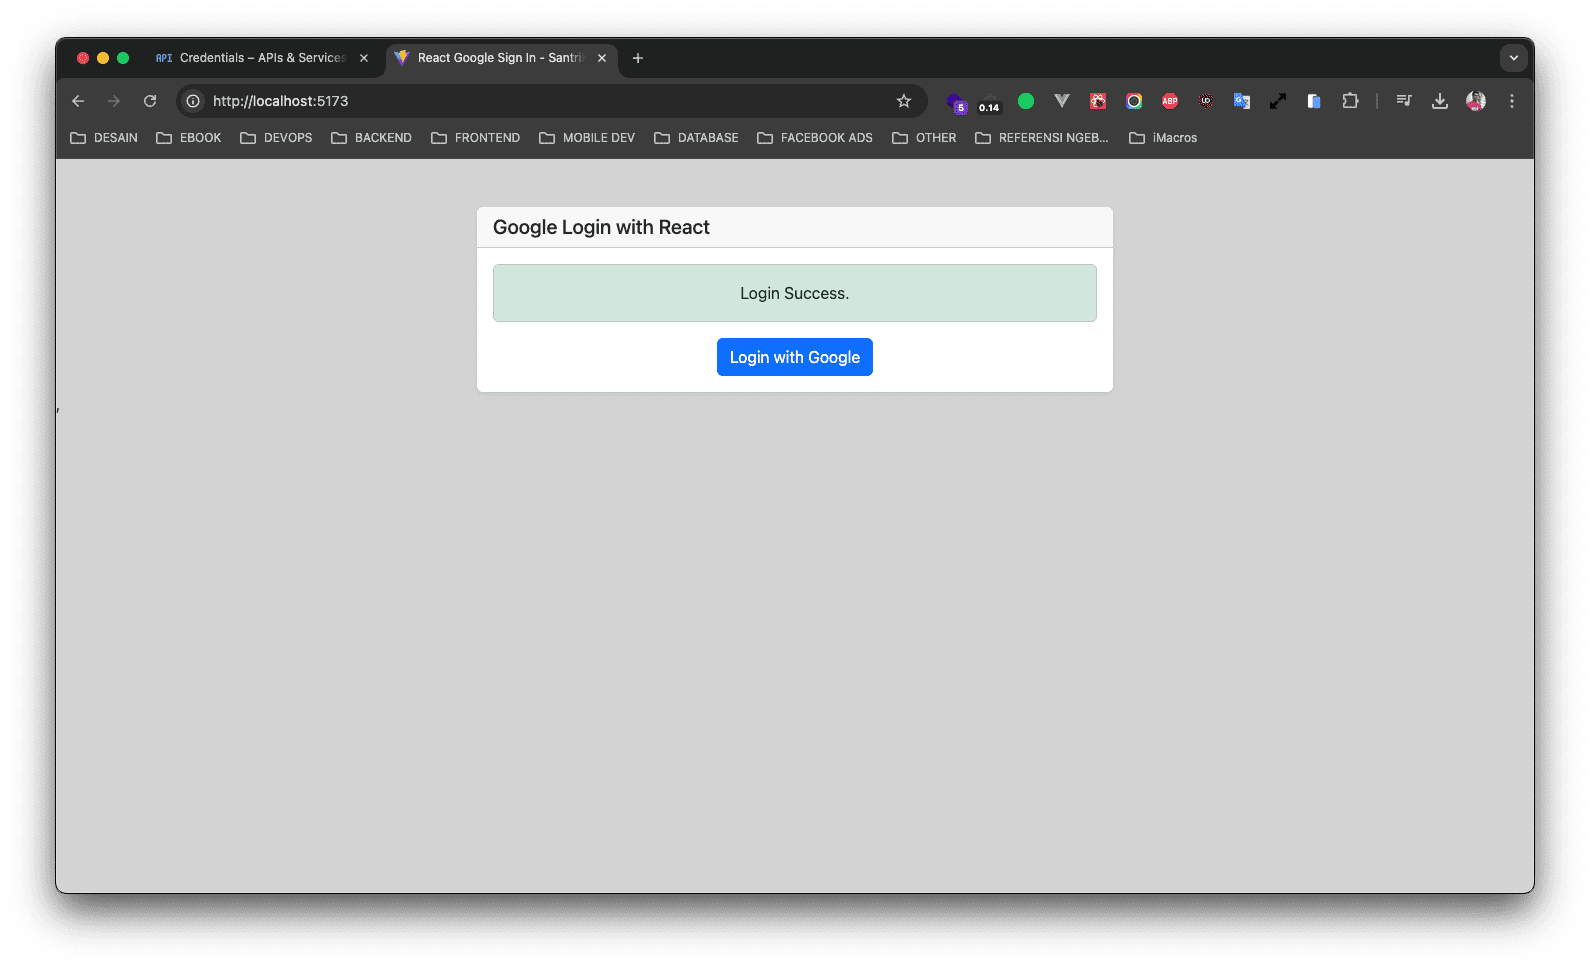 API Credentials – APIs & Services
React Google Sign In - Santri
http://localhost:5173
5
0.14
ABP
DESAIN
EBOOK
DEVOPS
BACKEND
FRONTEND
MOBILE DEV
DATABASE
FACEBOOK ADS
OTHER
REFERENSI NGEB...
iMacros
Google Login with React
Login Success.
Login with Google
,